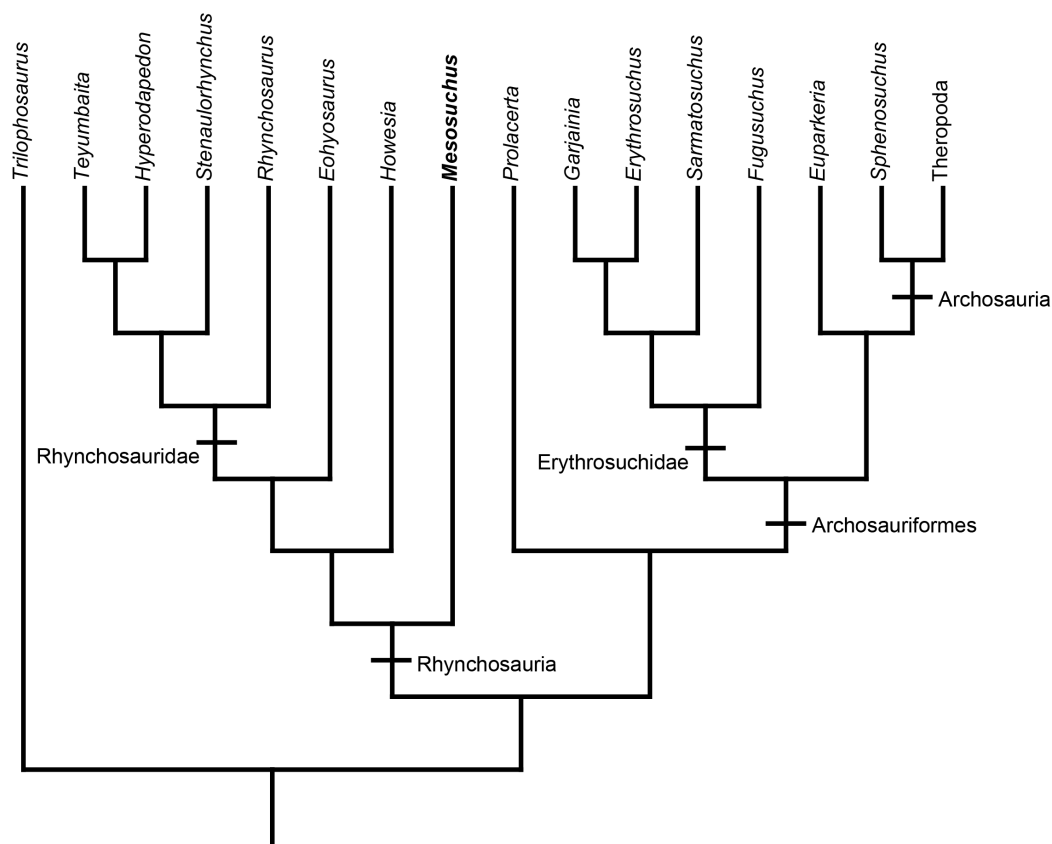 Trilophosaurus
Teyumbaita
Hyperodapedon
Stenaulorhynchus
Rhynchosaurus
Eohyosaurus
Howesia
Mesosuchus
Prolacerta
Garjainia
Erythrosuchus
Sarmatosuchus
Fugusuchus
Euparkeria
Sphenosuchus
Theropoda
Archosauria
Rhynchosauridae
Erythrosuchidae
Archosauriformes
Rhynchosauria